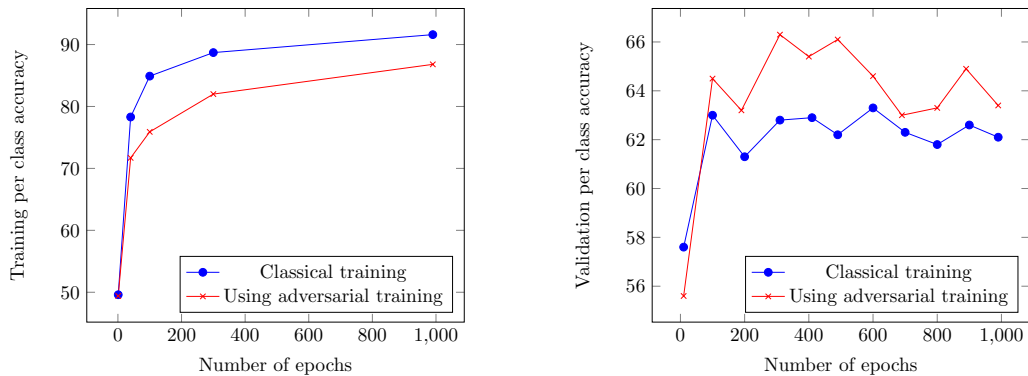 Training per class accuracy
90
80
70
60
50
0
200
400
600
800
1,000
Number of epochs
Classical training
Using adversarial training
Validation per class accuracy
66
64
62
60
58
56
0
200
400
600
800
1,000
Number of epochs
Classical training
Using adversarial training